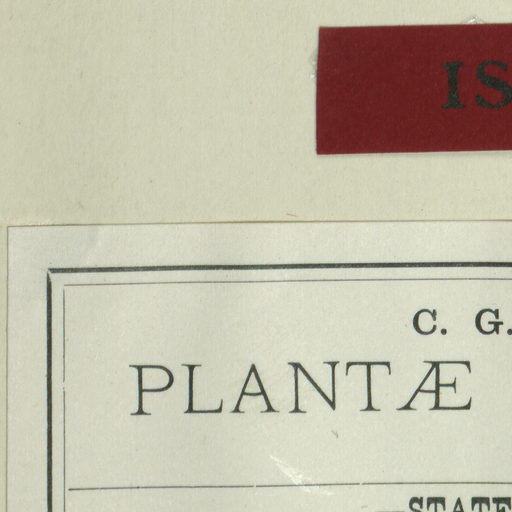 IS
C. G.
PLANTÆ
STATE